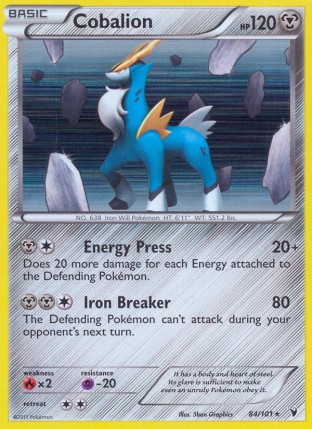 BASIC
Cobalion
HP120
NO. 638 Iron Will Pokémon HT: 6'11" WT: 551.2 lbs.
Energy Press 20+
Does 20 more damage for each Energy attached to
the Defending Pokémon.
Iron Breaker 80
The Defending Pokémon can't attack during your
opponent's next turn.
weakness
×2
resistance
-20
retreat
It has a body and heart of steel.
Its glare is sufficient to make
even an unruly Pokémon obey it.
Illus. Shin Graphics
84/101 ★
©2011 Pokémon